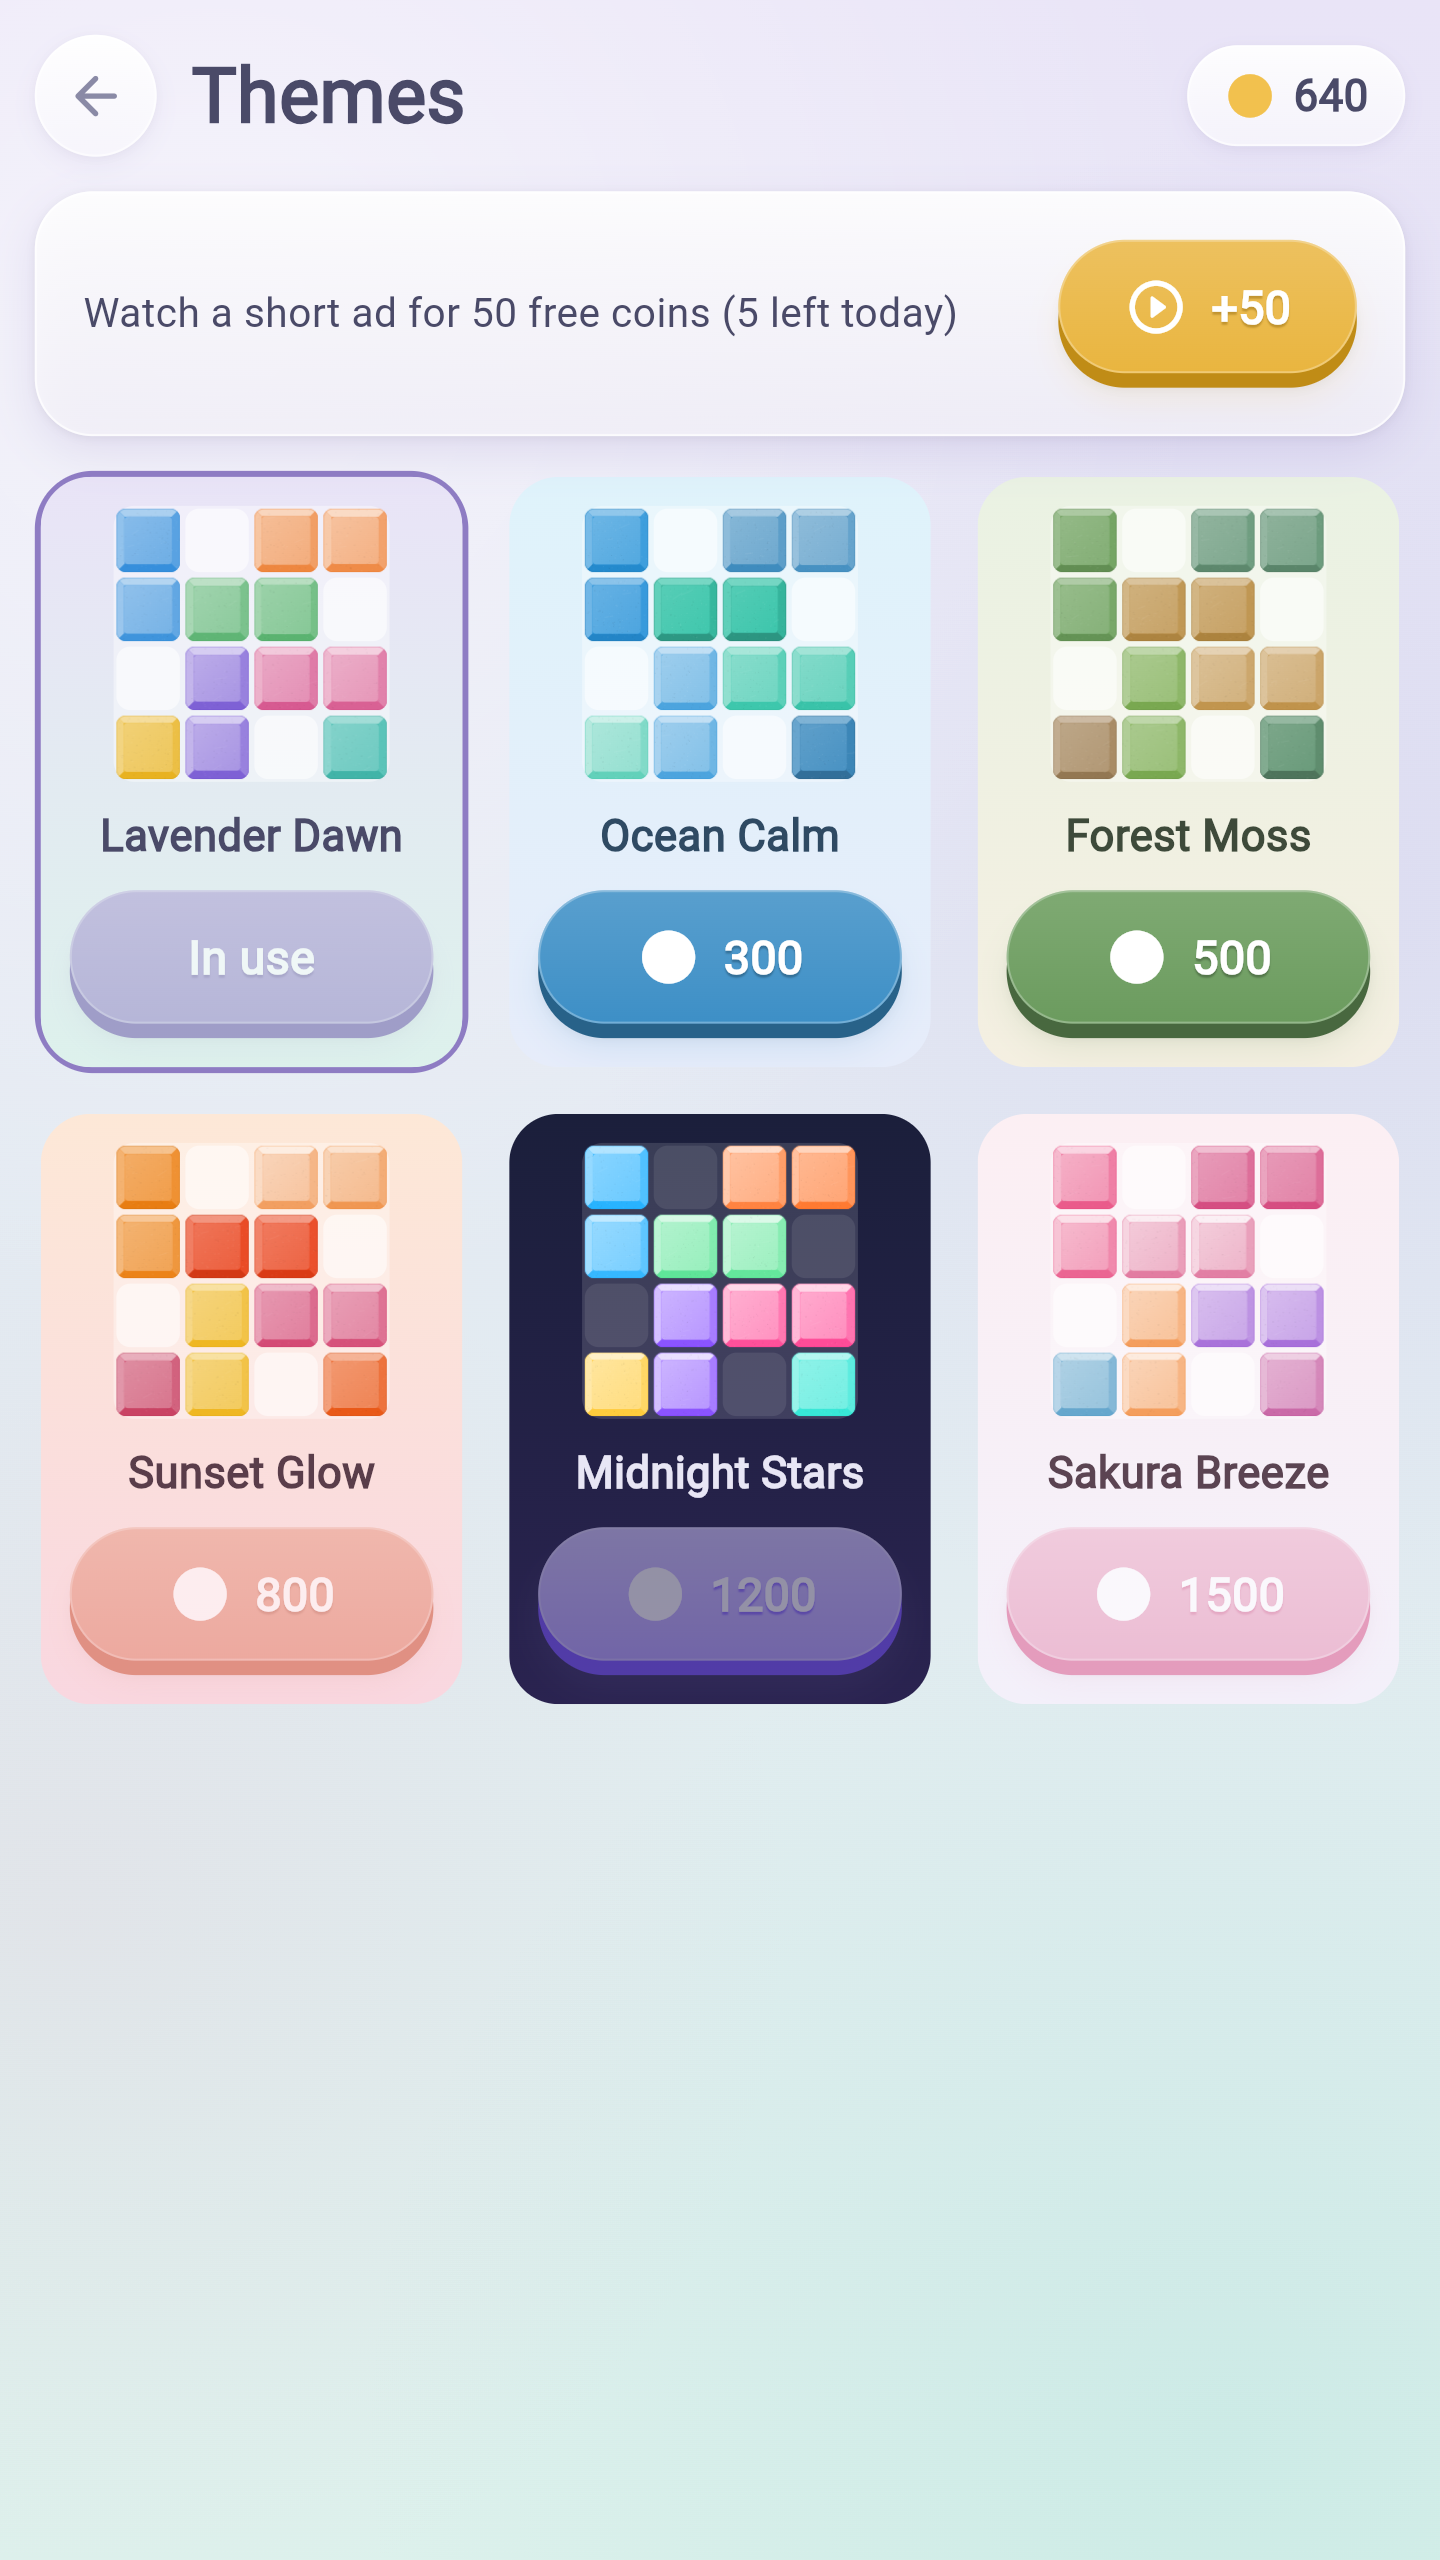 Themes
640
Watch a short ad for 50 free coins (5 left today)
+50
Lavender Dawn
Ocean Calm
Forest Moss
In use
300
500
Sunset Glow
Midnight Stars
Sakura Breeze
800
1200
1500